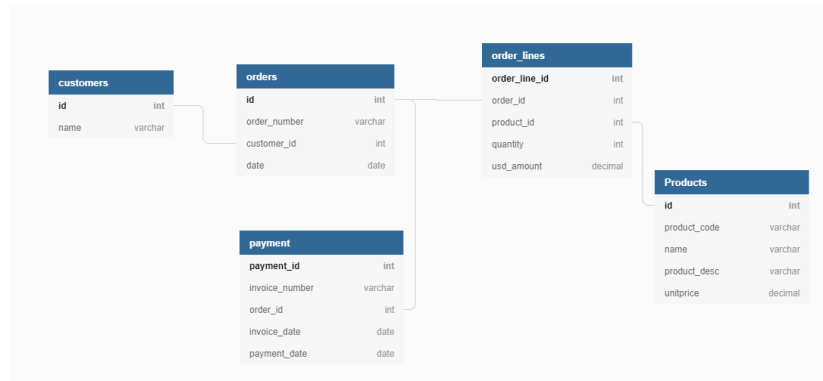 customers
id int
name varchar
orders
id int
order_number varchar
customer_id int
date date
order_lines
order_line_id int
order_id int
product_id int
quantity int
usd_amount decimal
Products
id int
product_code varchar
name varchar
product_desc varchar
unitprice decimal
payment
payment_id int
invoice_number varchar
order_id int
invoice_date date
payment_date date